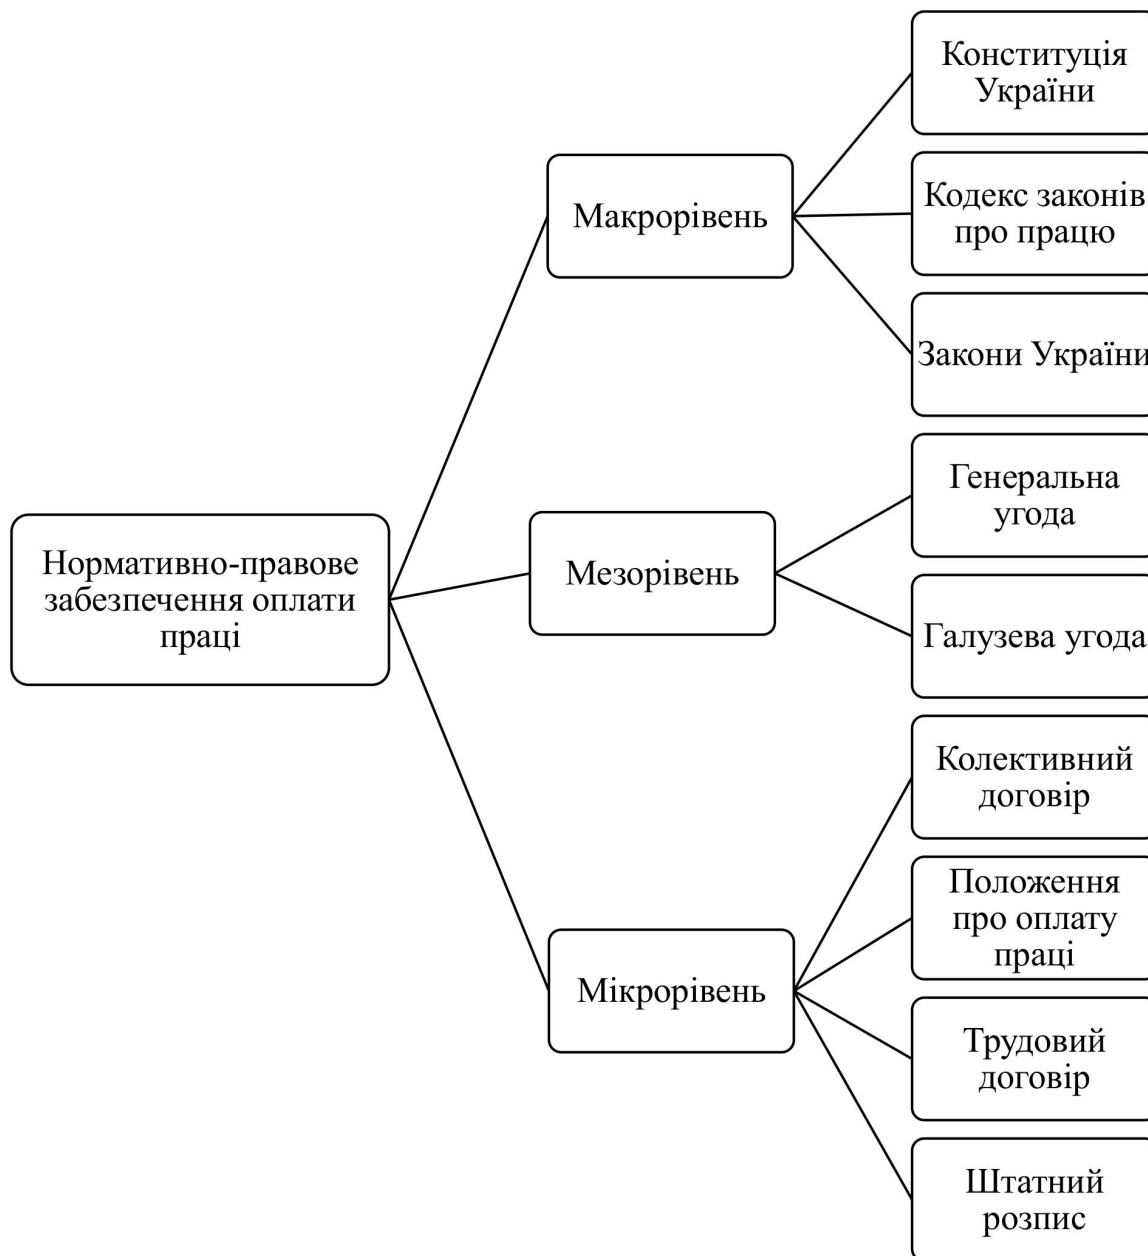 Нормативно-правове
забезпечення оплати
праці
Макрорівень
Конституція
України
Кодекс законів
про працю
Закони України
Мезорівень
Генеральна
угода
Галузева угода
Мікрорівень
Колективний
договір
Положення
про оплату
праці
Трудовий
договір
Штатний
розпис